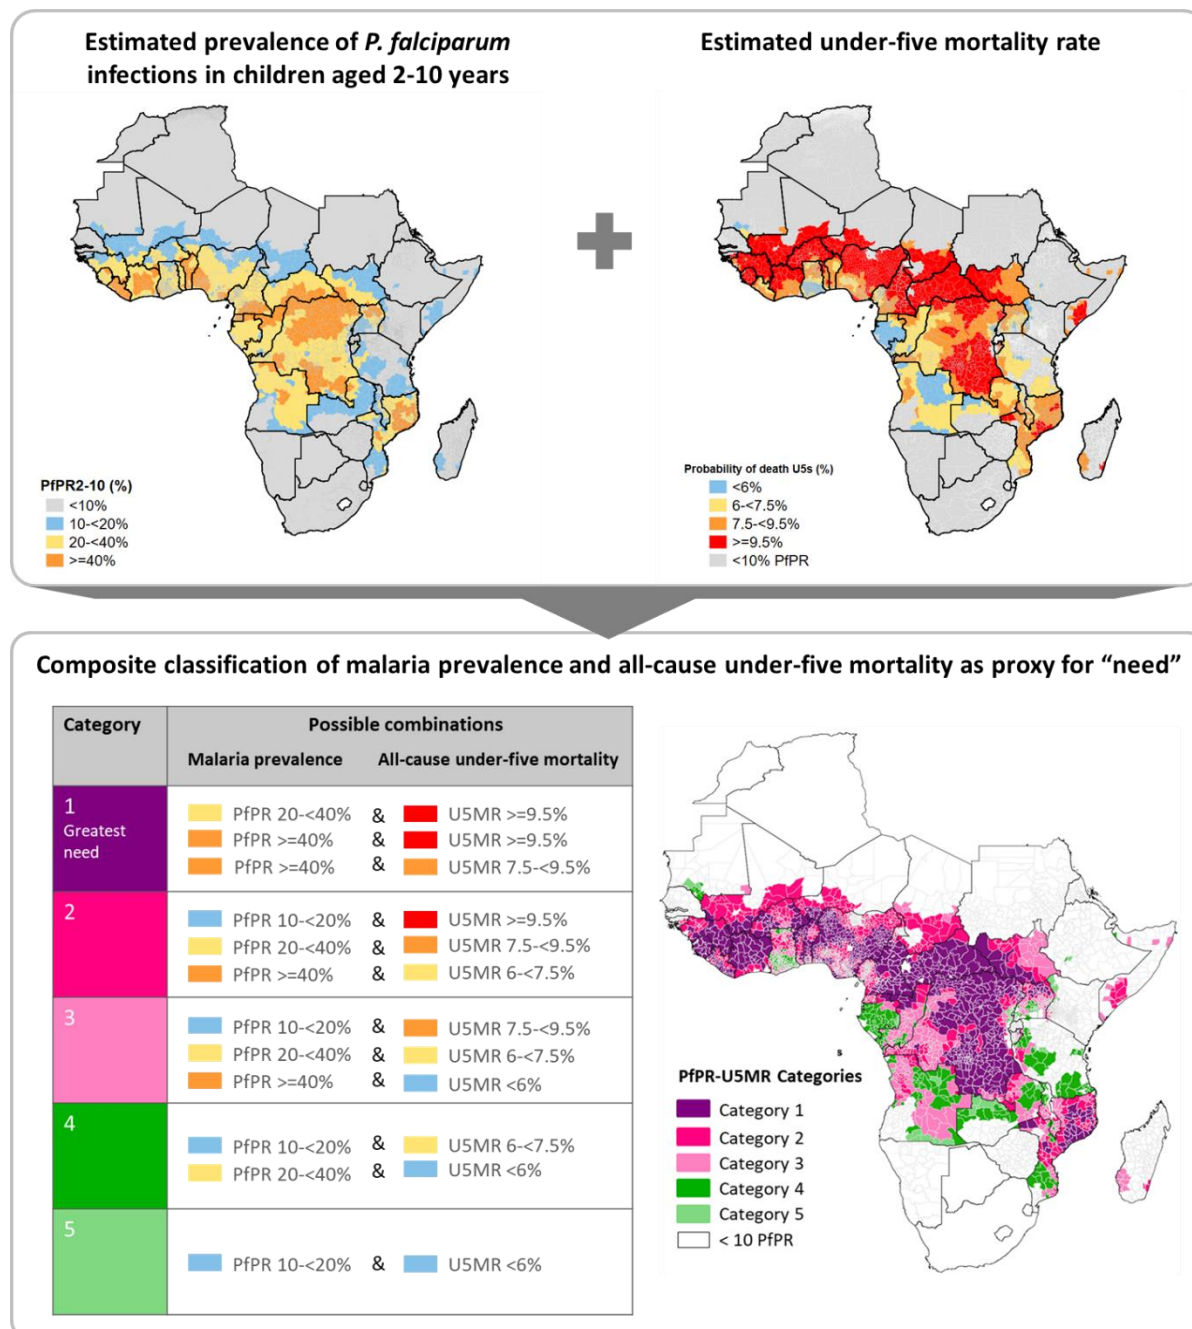 Estimated prevalence of P. falciparum
infections in children aged 2-10 years
Estimated under-five mortality rate
PfPR2-10 (%)
<10%
10-<20%
20-<40%
>=40%
Probability of death U5s (%)
<6%
6-<7.5%
7.5-<9.5%
>=9.5%
<10% PfPR
Composite classification of malaria prevalence and all-cause under-five mortality as proxy for “need”
Category
Possible combinations
Malaria prevalence
All-cause under-five mortality
1
Greatest
need
PfPR 20-<40% & U5MR >=9.5%
PfPR >=40% & U5MR >=9.5%
PfPR >=40% & U5MR 7.5-<9.5%
2
PfPR 10-<20% & U5MR >=9.5%
PfPR 20-<40% & U5MR 7.5-<9.5%
PfPR >=40% & U5MR 6-<7.5%
3
PfPR 10-<20% & U5MR 7.5-<9.5%
PfPR 20-<40% & U5MR 6-<7.5%
PfPR >=40% & U5MR <6%
4
PfPR 10-<20% & U5MR 6-<7.5%
PfPR 20-<40% & U5MR <6%
5
PfPR 10-<20% & U5MR <6%
PfPR-U5MR Categories
Category 1
Category 2
Category 3
Category 4
Category 5
< 10 PfPR